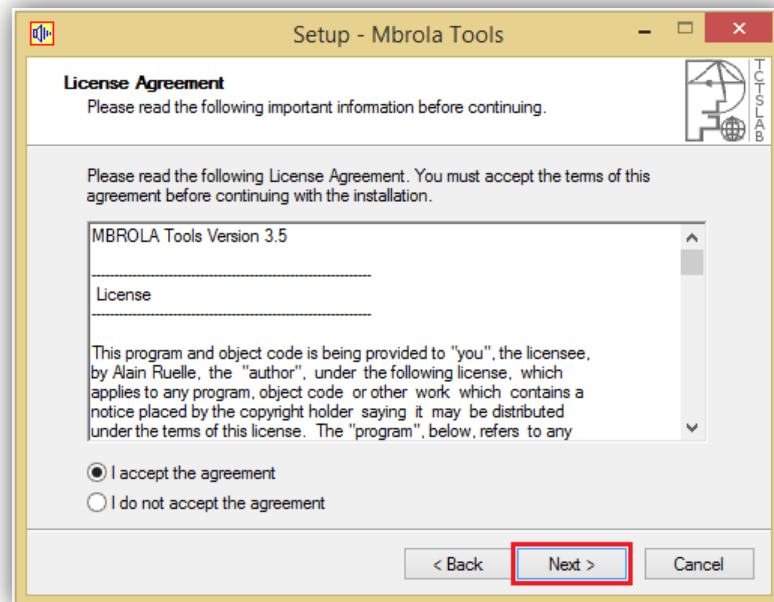 Setup - Mbrola Tools
License Agreement
Please read the following important information before continuing.
TCTSLAB
Please read the following License Agreement. You must accept the terms of this
agreement before continuing with the installation.
MBROLA Tools Version 3.5
-----------------------------------------------------------------
License
-----------------------------------------------------------------
This program and object code is being provided to "you", the licensee,
by Alain Ruelle, the "author", under the following license, which
applies to any program, object code or other work which contains a
notice placed by the copyright holder saying it may be distributed
under the terms of this license. The "program", below, refers to any
I accept the agreement
I do not accept the agreement
< Back Next > Cancel